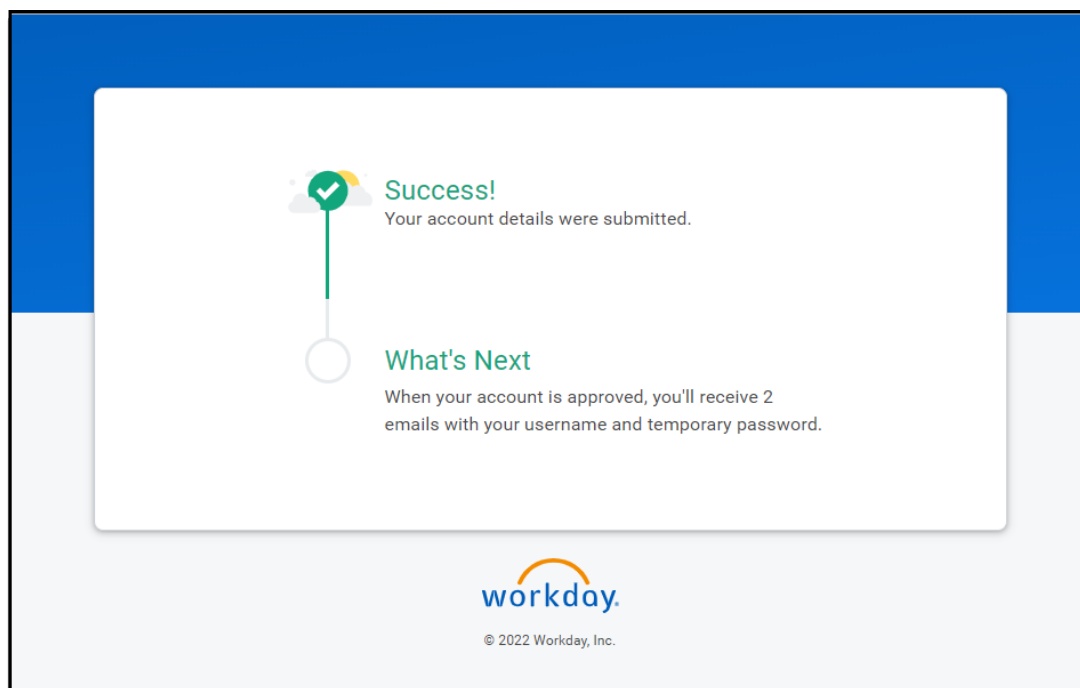 Success!
Your account details were submitted.
What's Next
When your account is approved, you'll receive 2
emails with your username and temporary password.
workday.
© 2022 Workday, Inc.